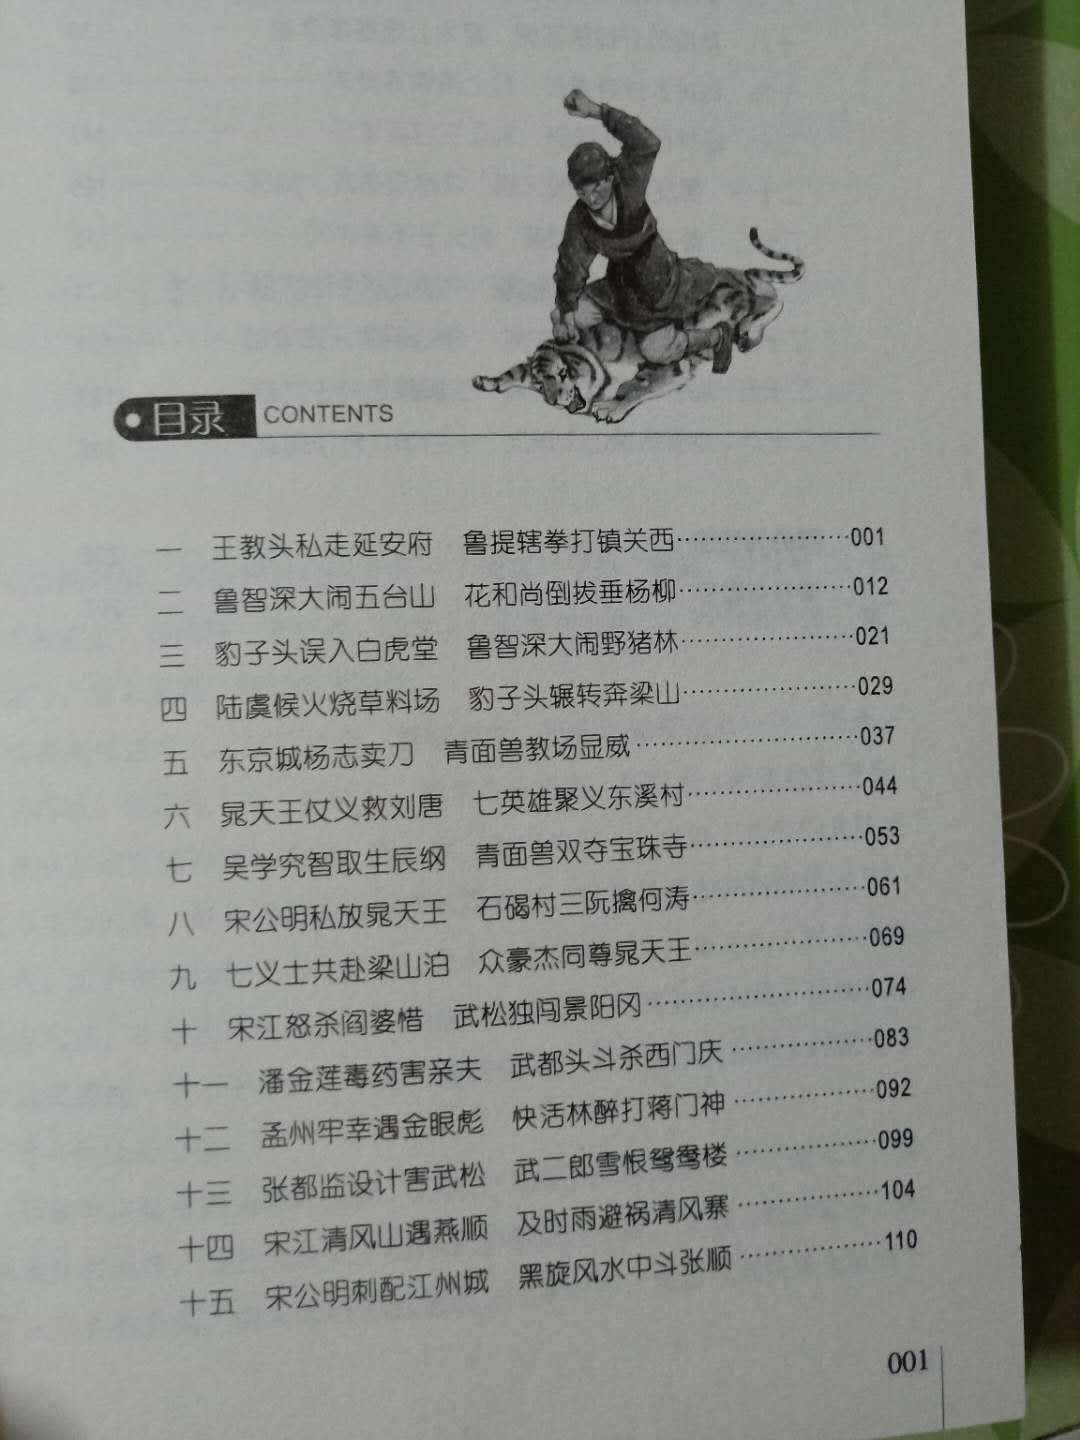 目录 CONTENTS
一 王教头私走延安府 鲁提辖拳打镇关西························001
二 鲁智深大闹五台山 花和尚倒拔垂杨柳························012
三 豹子头误入白虎堂 鲁智深大闹野猪林························021
四 陆虞候火烧草料场 豹子头辗转奔梁山························029
五 东京城杨志卖刀 青面兽教场显威······························037
六 晁天王仗义救刘唐 七英雄聚义东溪村························044
七 吴学究智取生辰纲 青面兽双夺宝珠寺························053
八 宋公明私放晁天王 石碣村三阮擒何涛························061
九 七义士共赴梁山泊 众豪杰同尊晁天王························069
十 宋江怒杀阎婆惜 武松独闯景阳冈······························074
十一 潘金莲毒药害亲夫 武都头斗杀西门庆····················083
十二 孟州牢幸遇金眼彪 快活林醉打蒋门神····················092
十三 张都监设计害武松 武二郎雪恨鸳鸯楼····················099
十四 宋江清风山遇燕顺 及时雨避祸清风寨····················104
十五 宋公明刺配江州城 黑旋风水中斗张顺····················110
001